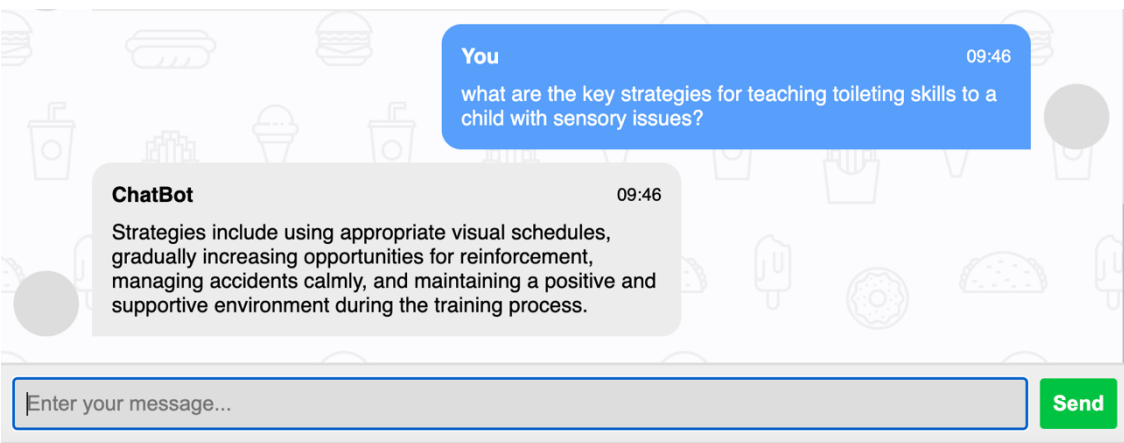 You 09:46
what are the key strategies for teaching toileting skills to a
child with sensory issues?
ChatBot 09:46
Strategies include using appropriate visual schedules,
gradually increasing opportunities for reinforcement,
managing accidents calmly, and maintaining a positive and
supportive environment during the training process.
Enter your message... Send